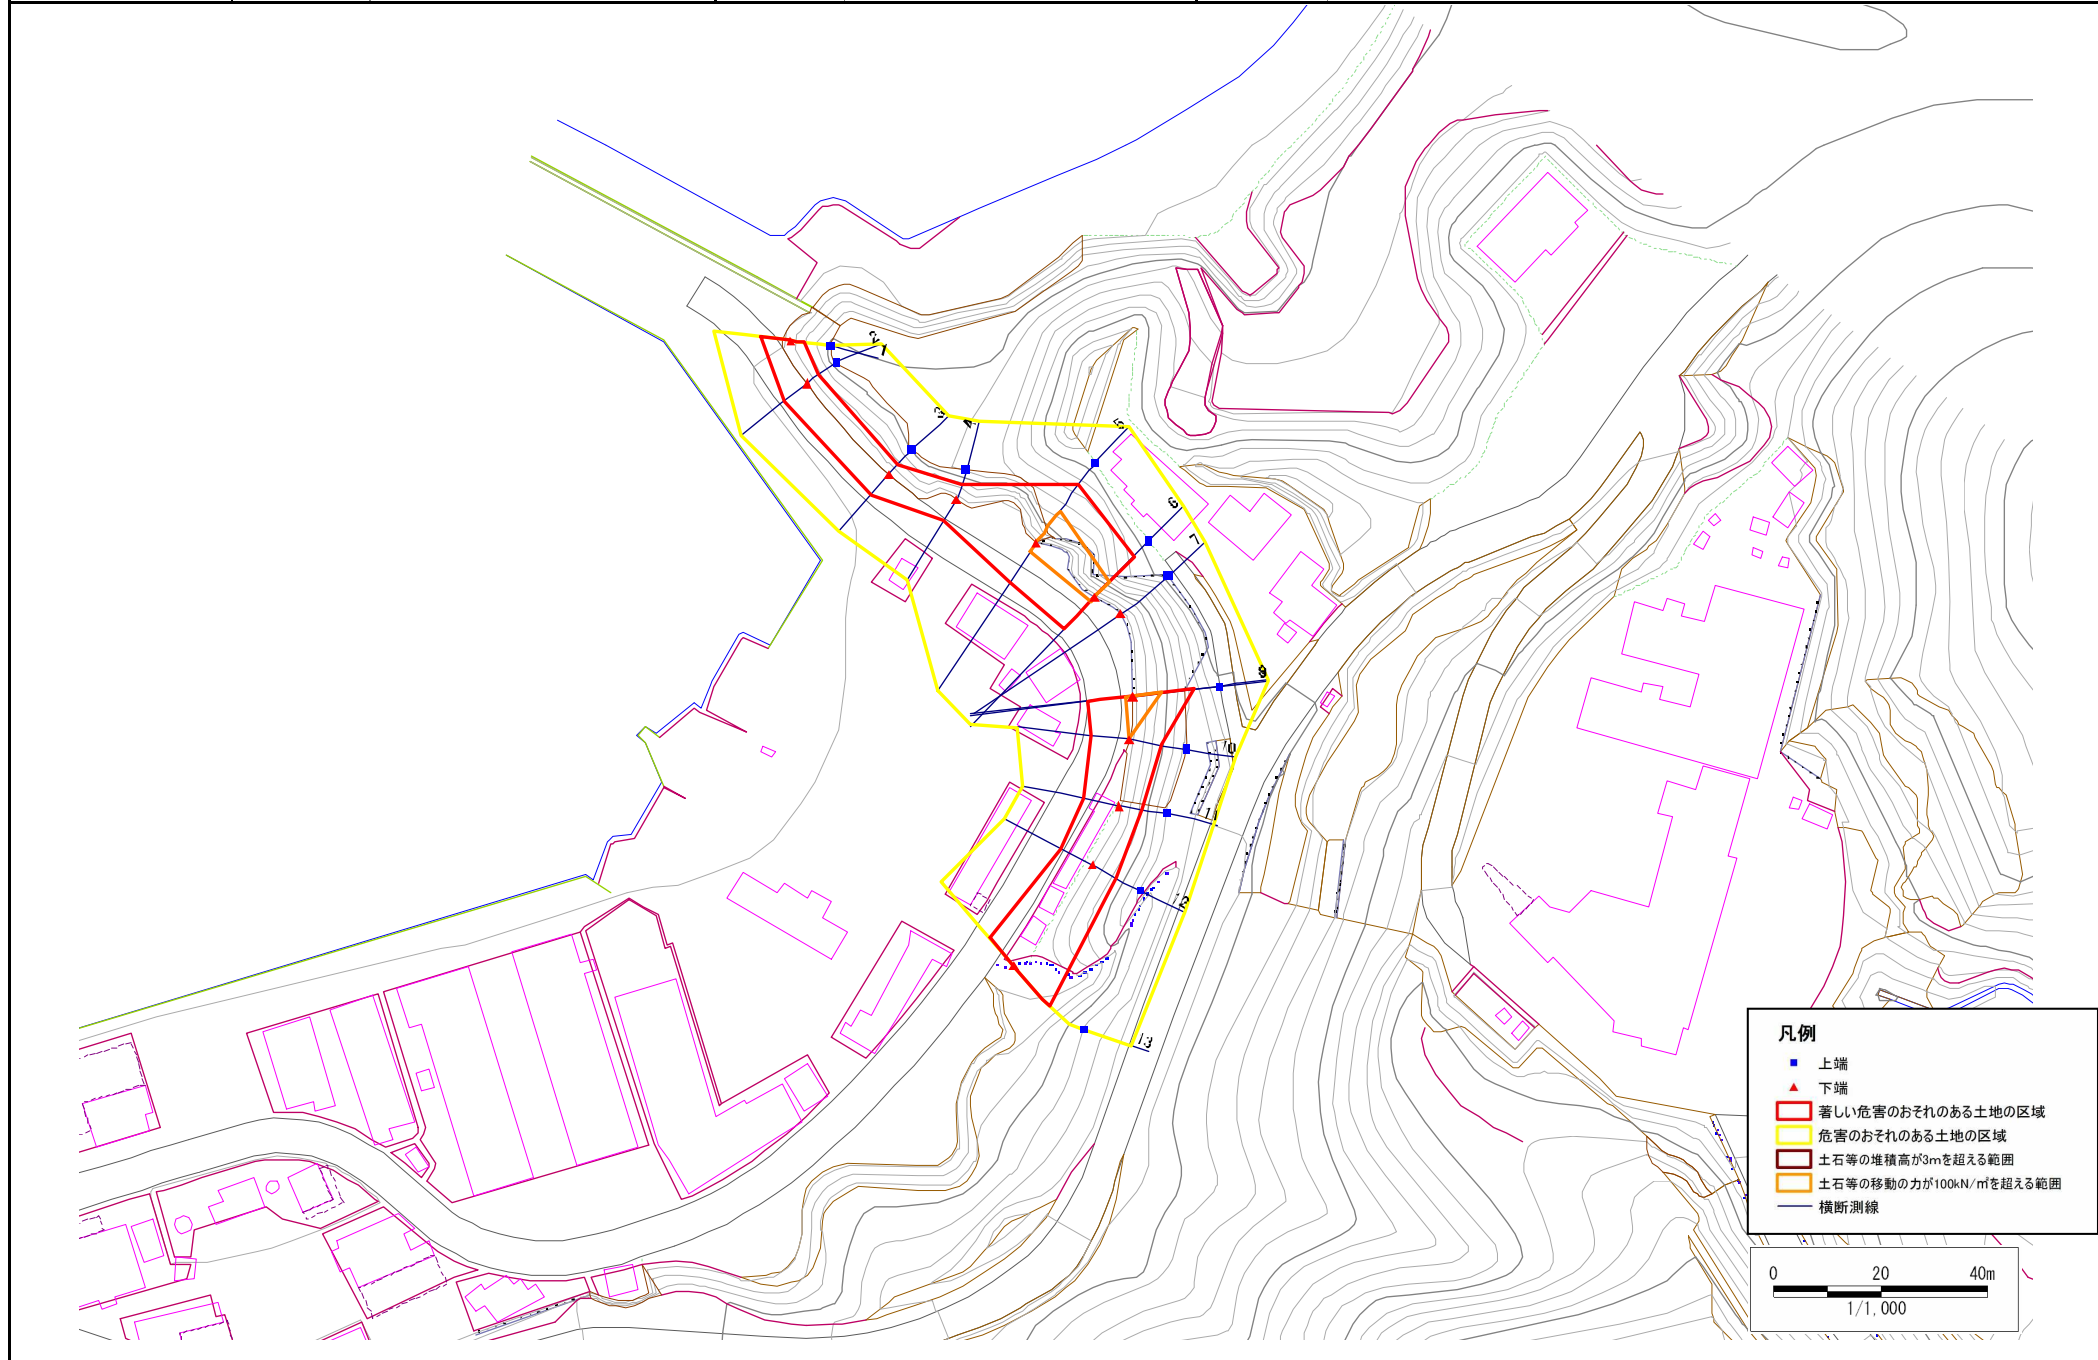 2
1
3
4
5
6
7
9
10
11
12
13
凡例
上端
下端
著しい危害のおそれのある土地の区域
危害のおそれのある土地の区域
土石等の堆積高が3mを超える範囲
土石等の移動の力が100kN/㎡を超える範囲
横断測線
0 20 40m
1/1,000